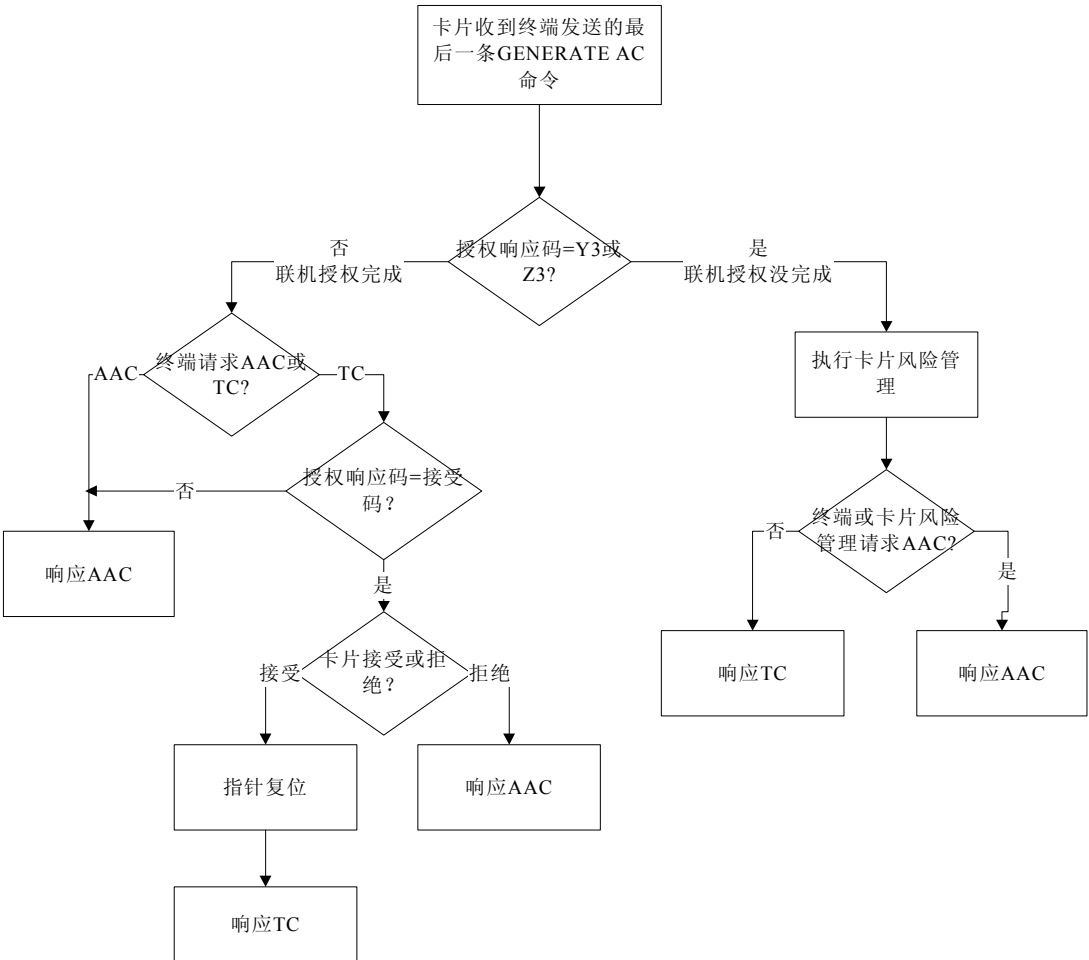 卡片收到终端发送的最
后一条GENERATE AC
命令
授权响应码=Y3或
Z3?
否
联机授权完成
是
联机授权没完成
终端请求AAC或
TC?
AAC
TC
执行卡片风险管
理
授权响应码=接受
码?
否
是
终端或卡片风险
管理请求AAC?
否
是
响应AAC
卡片接受或拒
绝?
接受
拒绝
响应TC
响应AAC
指针复位
响应AAC
响应TC